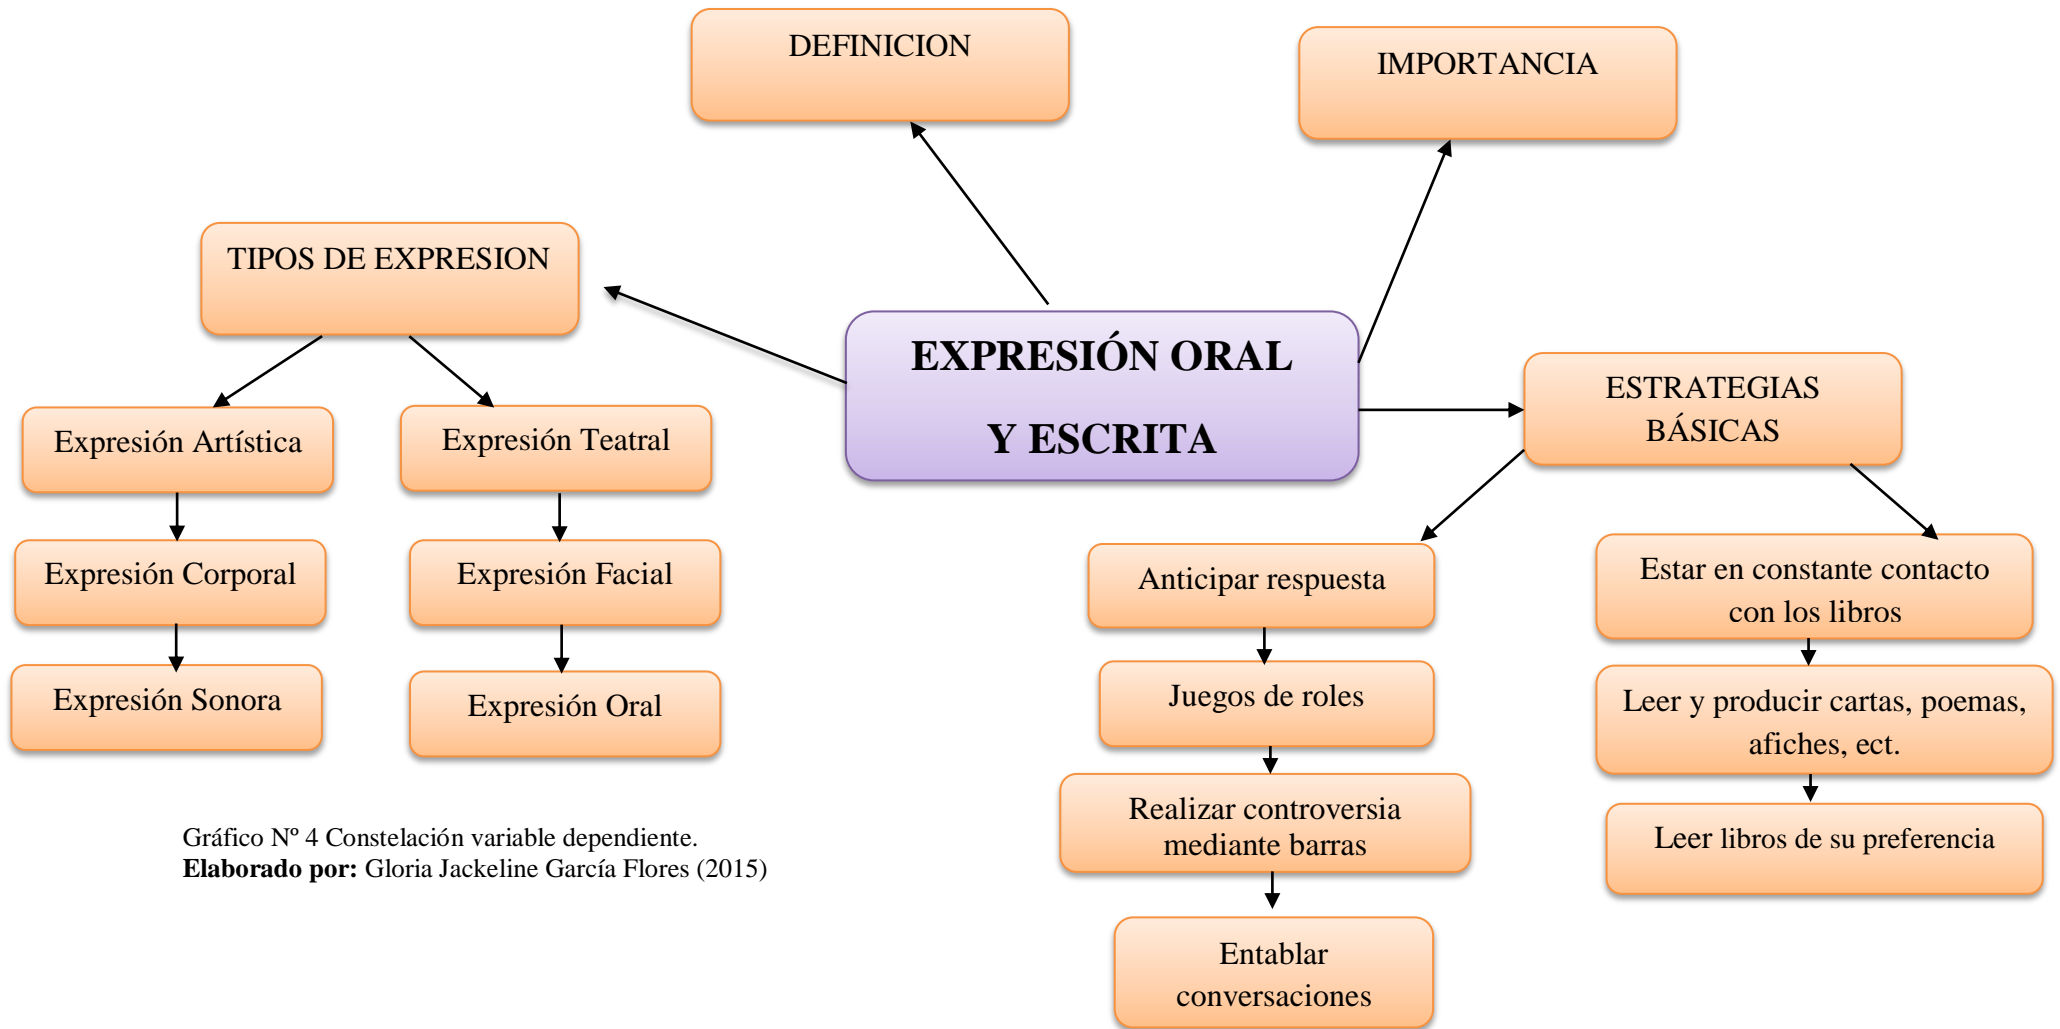 DEFINICION
IMPORTANCIA
TIPOS DE EXPRESION
EXPRESIÓN ORAL
Y ESCRITA
ESTRATEGIAS
BÁSICAS
Expresión Artística
Expresión Teatral
Expresión Corporal
Expresión Facial
Expresión Sonora
Expresión Oral
Anticipar respuesta
Juegos de roles
Realizar controversia
mediante barras
Entablar
conversaciones
Estar en constante contacto
con los libros
Leer y producir cartas, poemas,
afiches, ect.
Leer libros de su preferencia
Gráfico Nº 4 Constelación variable dependiente.
Elaborado por: Gloria Jackeline García Flores (2015)